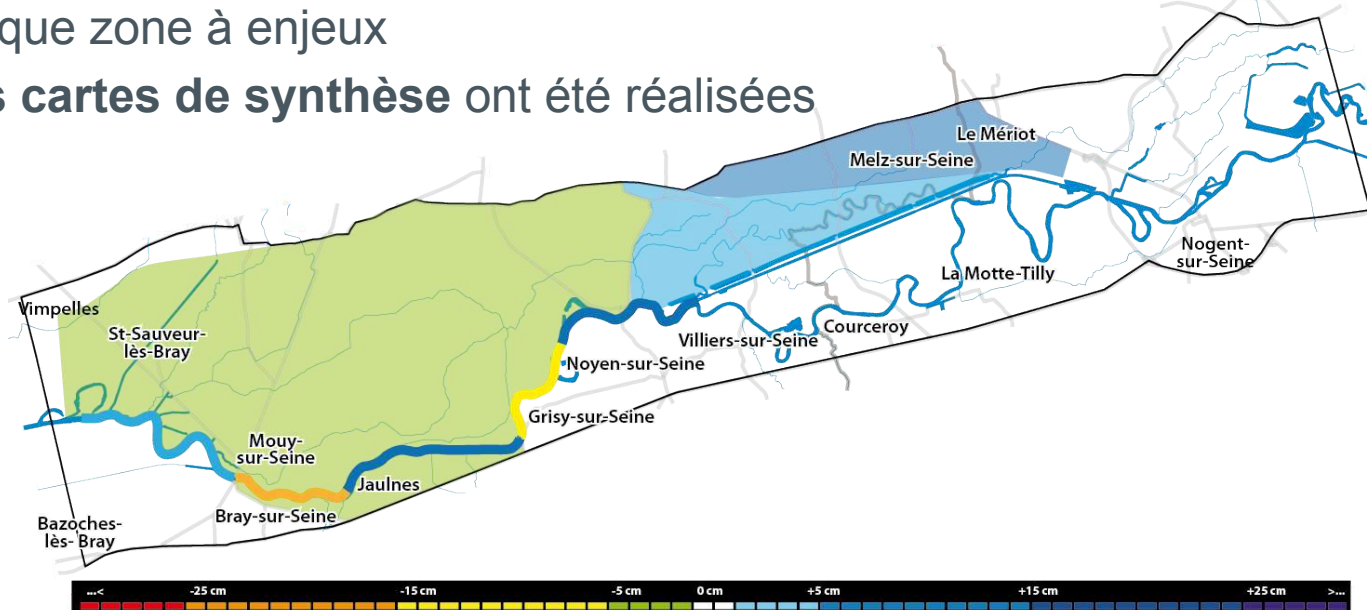 que zone à enjeux
s cartes de synthèse ont été réalisées
Le Mériot
Melz-sur-Seine
Nogent-
sur-Seine
La Motte-Tilly
Vimpelles
St-Sauveur-
lès-Bray
Courceroy
Villiers-sur-Seine
Noyen-sur-Seine
Grisy-sur-Seine
Mouy-
sur-Seine
Jaulnes
Bray-sur-Seine
Bazoches-
lès- Bray
...< -25 cm -15 cm -5 cm 0 cm +5 cm +15 cm +25 cm >...